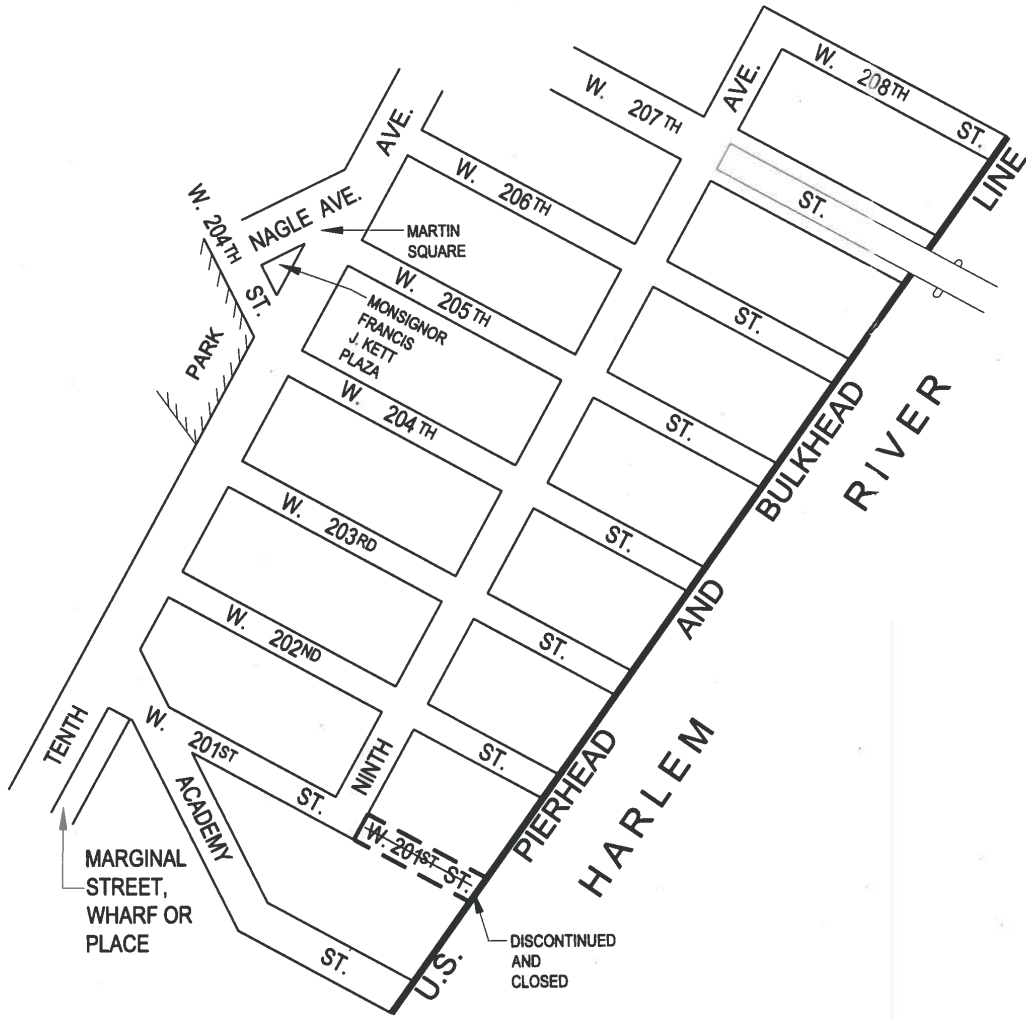 W. 208TH ST.
AVE.
W. 207TH ST.
LINE
AVE.
W. 206TH ST.
W. 204TH ST.
NAGLE AVE.
MARTIN
SQUARE
W. 205TH ST.
MONSIGNOR
FRANCIS
J. KETT
PLAZA
PARK
W. 204TH ST.
BULKHEAD
RIVER
W. 203RD ST.
AND
W. 202ND ST.
TENTH
W. 201ST ST.
NINTH
ACADEMY ST.
PIERHEAD
HARLEM
W. 201ST ST.
MARGINAL
STREET,
WHARF OR
PLACE
DISCONTINUED
AND
CLOSED
U.S.